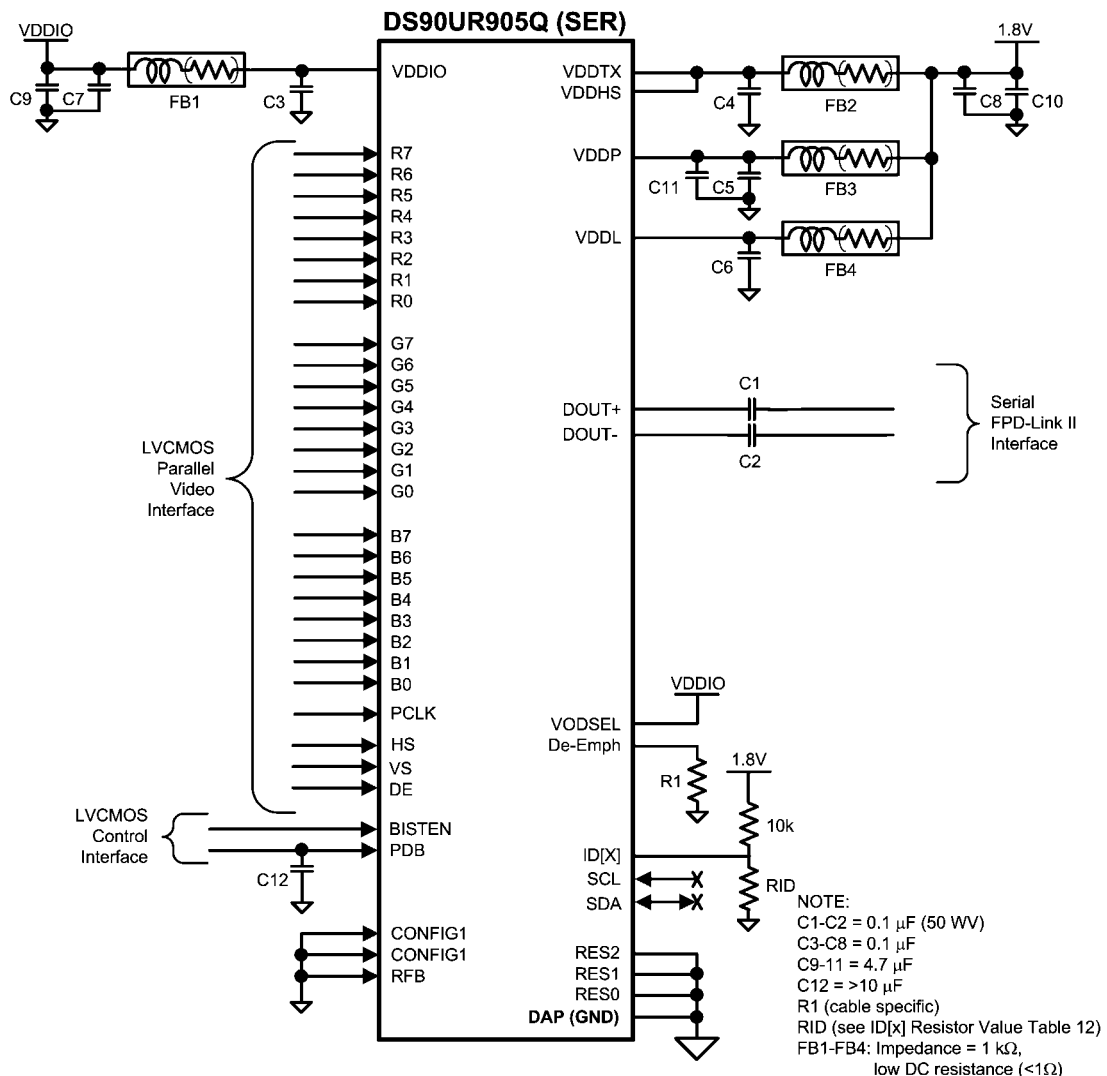 DS90UR905Q (SER)
VDDIO
C9
C7
FB1
C3
VDDIO
VDDTX
VDDHS
C4
FB2
1.8V
C8
C10
VDDP
C11
C5
FB3
VDDL
C6
FB4
R7
R6
R5
R4
R3
R2
R1
R0
G7
G6
G5
G4
G3
G2
G1
G0
LVCMOS
Parallel
Video
Interface
B7
B6
B5
B4
B3
B2
B1
B0
PCLK
HS
VS
DE
DOUT+
DOUT-
C1
C2
Serial
FPD-Link II
Interface
LVCMOS
Control
Interface
BISTEN
PDB
C12
CONFIG1
CONFIG1
RFB
VDDIO
VODSEL
De-Emph
R1
1.8V
10k
ID[X]
SCL
SDA
RID
RES2
RES1
RES0
DAP (GND)
NOTE:
C1-C2 = 0.1 μF (50 WV)
C3-C8 = 0.1 μF
C9-11 = 4.7 μF
C12 = >10 μF
R1 (cable specific)
RID (see ID[x] Resistor Value Table 12)
FB1-FB4: Impedance = 1 kΩ,
low DC resistance (<1Ω)